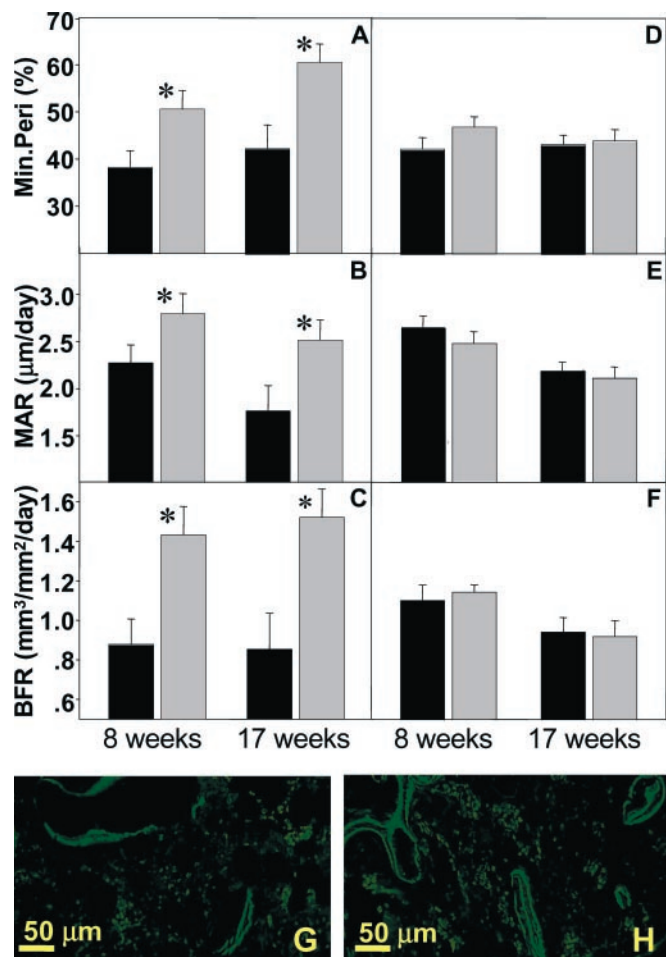 A
D
Min.Peri (%)
70
60
50
40
30
*
*
B
E
MAR (μm/day)
3.0
2.5
2.0
1.5
*
*
C
F
BFR (mm³/mm²/day)
1.6
1.4
1.2
1.0
.8
.6
*
*
8 weeks 17 weeks 8 weeks 17 weeks
50 μm G
50 μm H